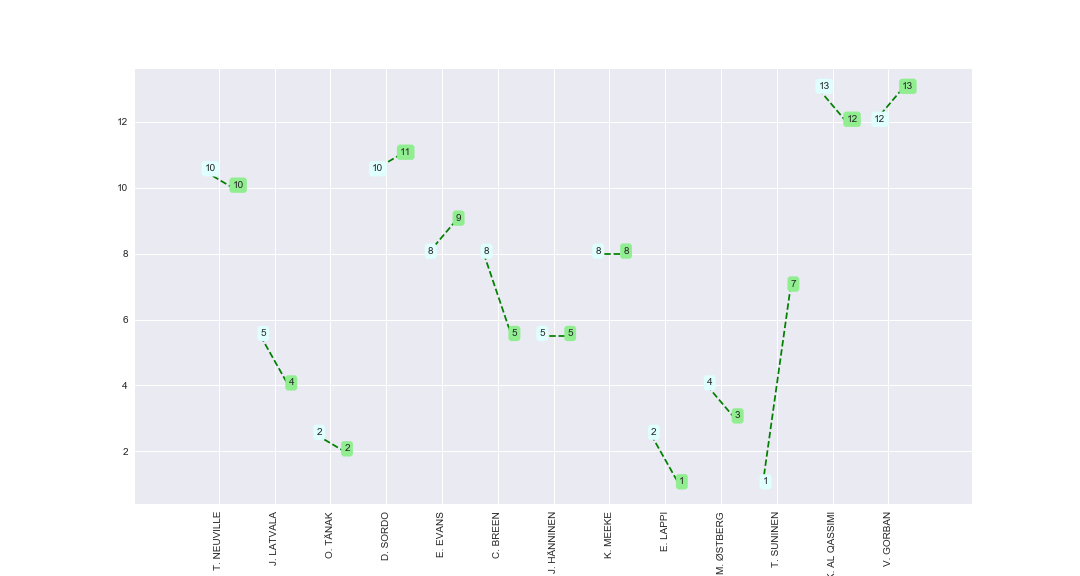 13 13
12 12 12
11
10 10 10
10
9
8 8 8 8 8
7
6
5 5 5 5
4 4 4
3
2 2 2
2
1 1
T. NEUVILLE
J. LATVALA
O. TÄNAK
D. SORDO
E. EVANS
C. BREEN
J. HÄNNINEN
K. MEEKE
E. LAPPI
M. ØSTBERG
T. SUNINEN
AL QASSIMI
V. GORBAN